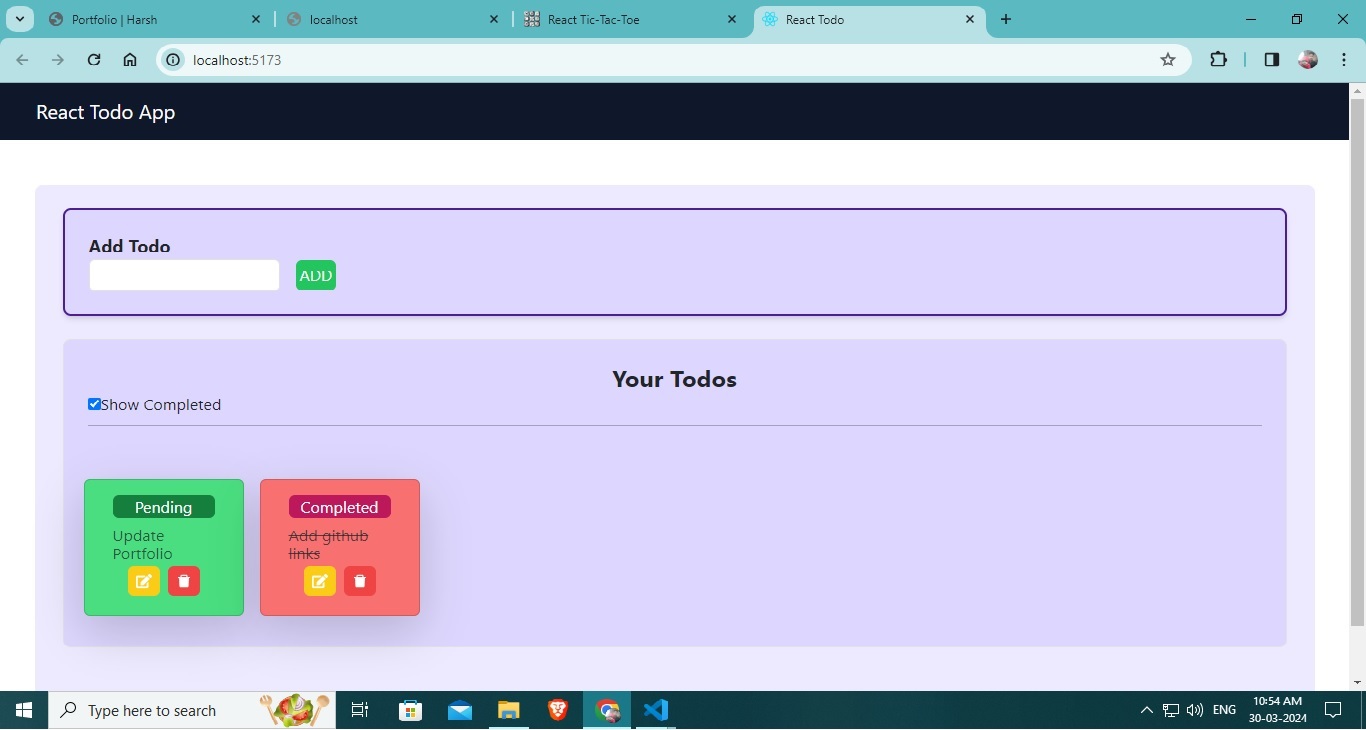 Portfolio | Harsh
localhost
React Tic-Tac-Toe
React Todo
localhost:5173
React Todo App
Add Todo
ADD
Your Todos
Show Completed
Pending
Update
Portfolio
Completed
Add github
links
Type here to search
ENG
10:54 AM
30-03-2024